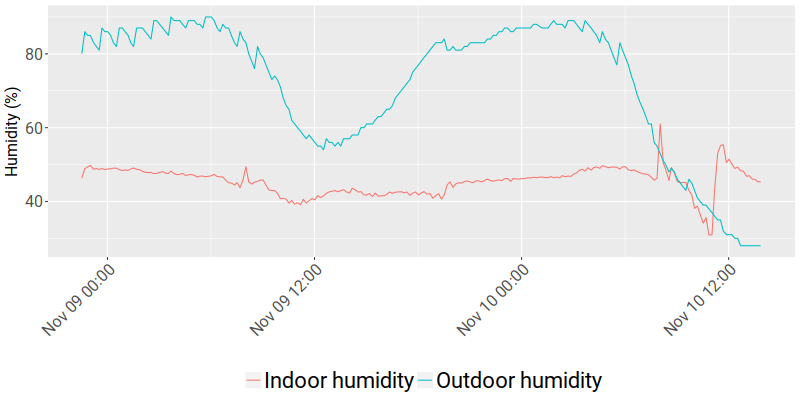 Humidity (%)
80
60
40
Nov 09 00:00
Nov 09 12:00
Nov 10 00:00
Nov 10 12:00
Indoor humidity
Outdoor humidity